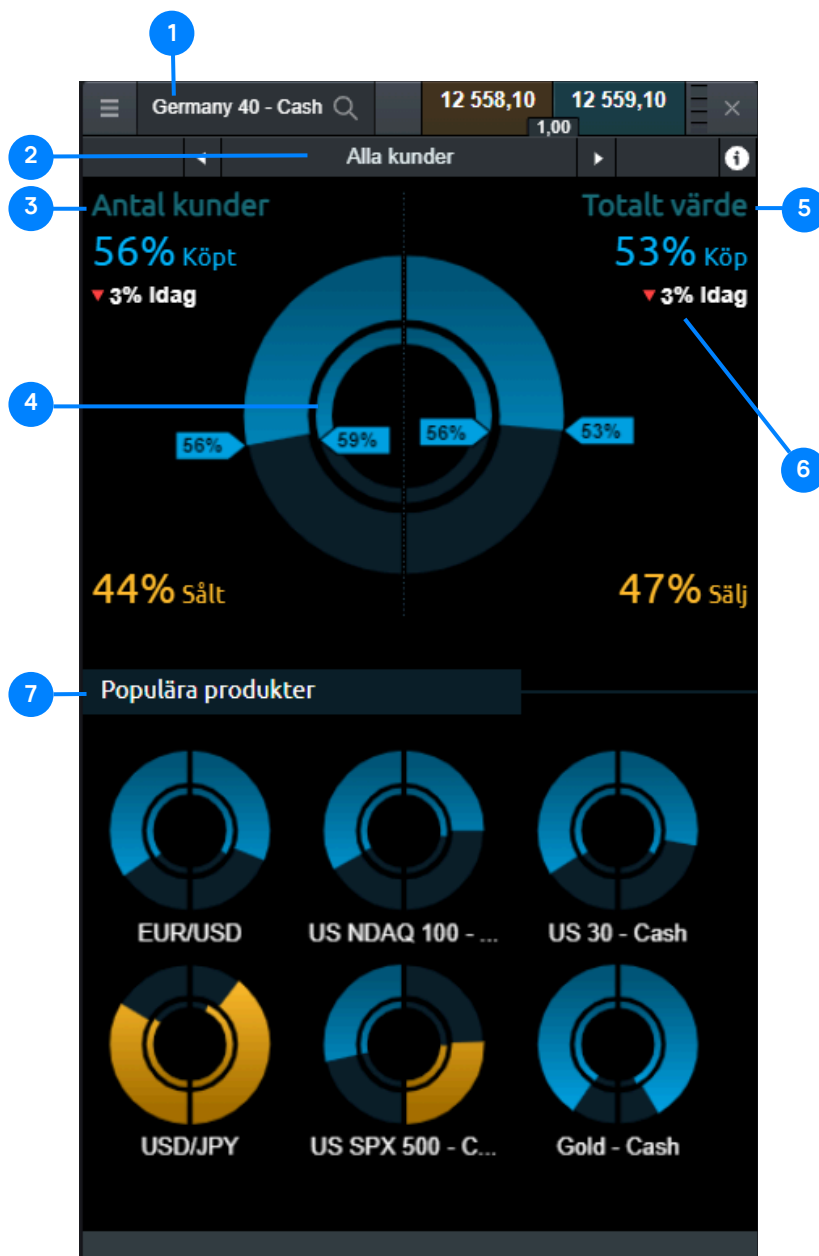 1
Germany 40 - Cash
12 558,10
12 559,10
1,00
2
Alla kunder
3
Antal kunder
Totalt värde
5
56% Köpt
53% Köp
3% Idag
3% Idag
4
56%
59%
56%
53%
6
44% Sålt
47% Sälj
7
Populära produkter
EUR/USD
US NDAQ 100 - ...
US 30 - Cash
USD/JPY
US SPX 500 - C...
Gold - Cash